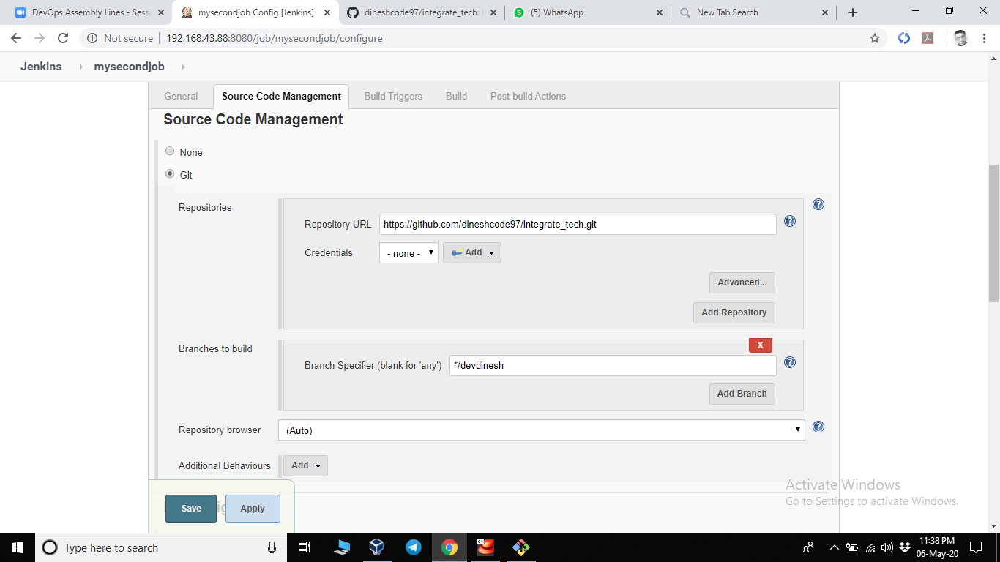 DevOps Assembly Lines - Sessi
mysecondjob Config [Jenkins]
dineshcode97/integrate_tech:
5
(5) WhatsApp
New Tab Search
Not secure
192.168.43.88:8080/job/mysecondjob/configure
Jenkins
mysecondjob
General
Source Code Management
Build Triggers
Build
Post-build Actions
Source Code Management
None
Git
Repositories
Repository URL
https://github.com/dineshcode97/integrate_tech.git
Credentials
- none -
Add
Advanced...
Add Repository
Branches to build
X
Branch Specifier (blank for 'any')
*/devdinesh
Add Branch
Repository browser
(Auto)
Additional Behaviours
Add
Save
Apply
Activate Windows
Go to Settings to activate Windows.
Type here to search
64
11:38 PM
06-May-20